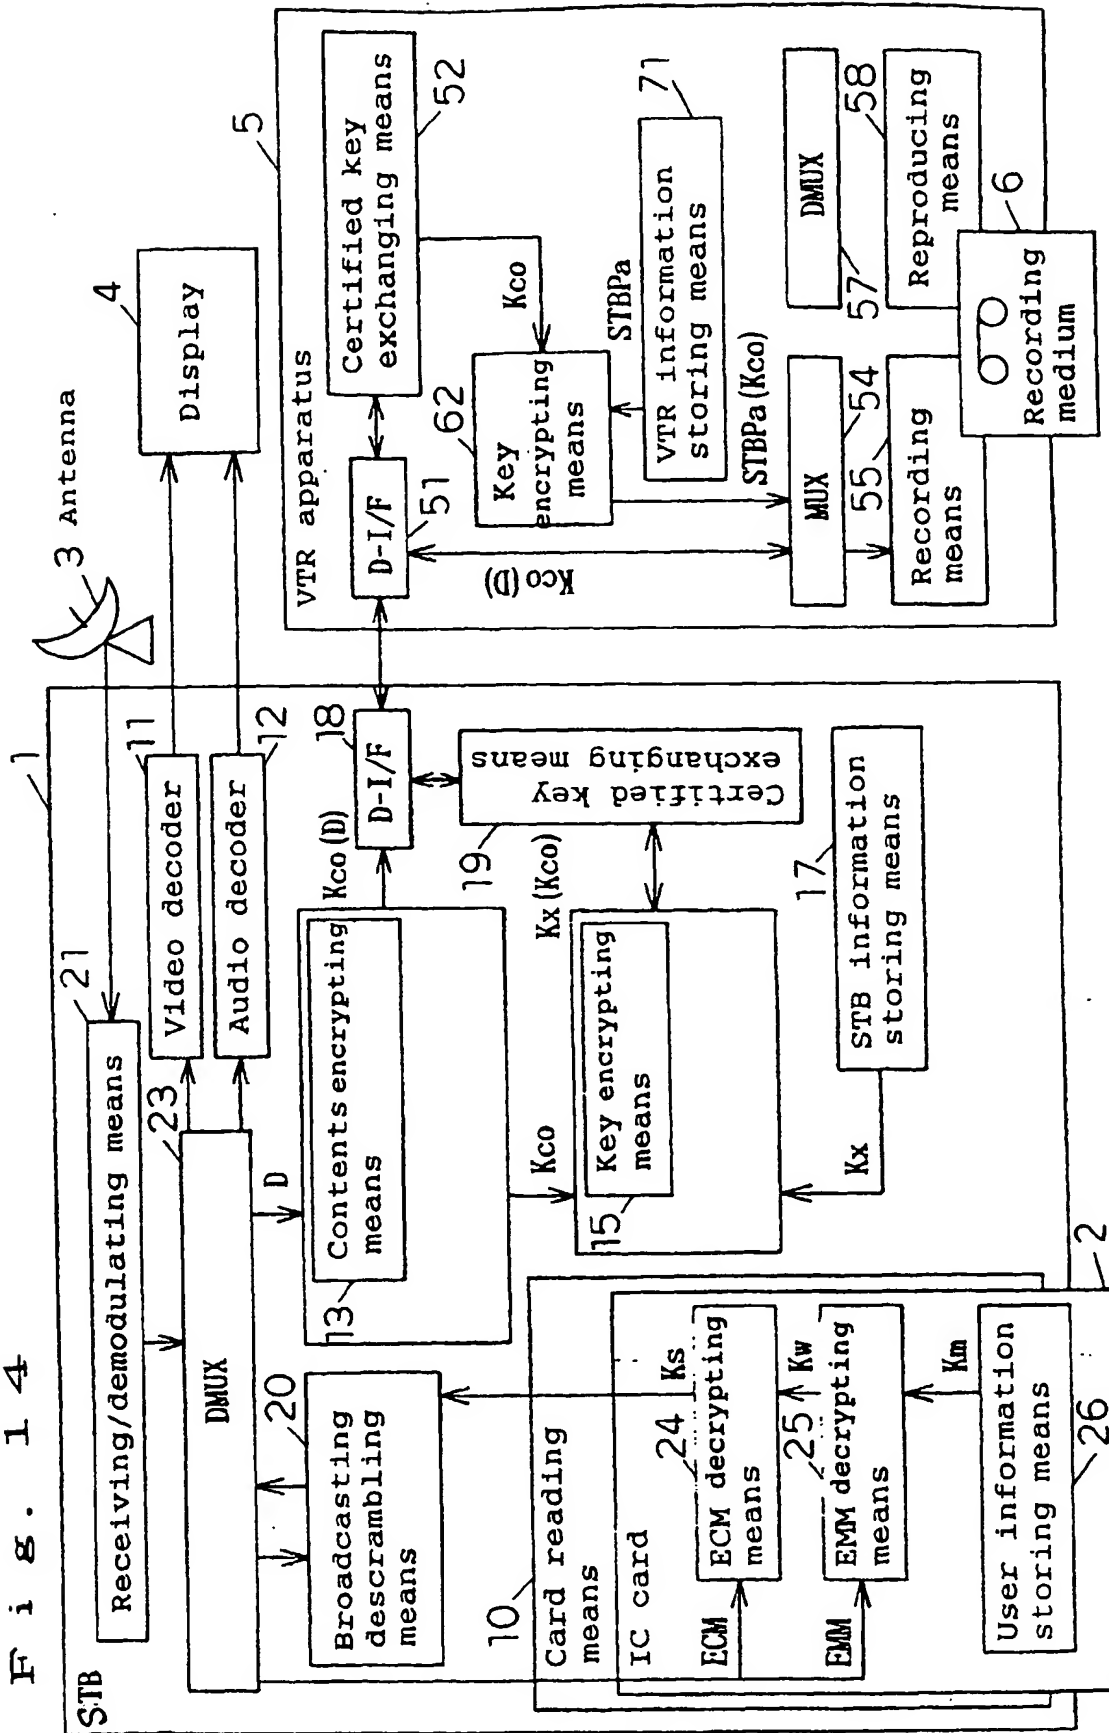 Fig. 14
STB
1
Receiving/demodulating means
21
3 Antenna
4
Display
Video decoder
11
Audio decoder
12
23
DMUX
D
Contents encrypting
means
13
Kco(D)
D-I/F
18
Certified key
exchanging means
19
Kx(Kco)
Kco
Key encrypting
means
15
STB information
storing means
17
Kx
20
Broadcasting
descrambling
means
10
Card reading
means
IC card
2
ECM
EMM
Ks
24
ECM decrypting
means
Kw
25
EMM decrypting
means
Km
User information
storing means
26
5
VTR apparatus
Certified key
exchanging means
52
D-I/F
51
Kco
62
Key
encrypting
means
STBPa
VTR information
storing means
71
STBPa(Kco)
Kco(D)
MUX
54
55
Recording
means
DMUX
57
58
Reproducing
means
6
Recording
medium